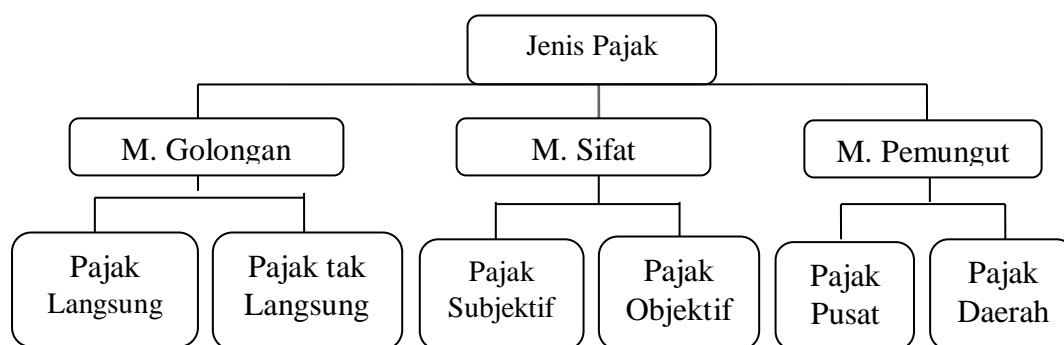 Jenis Pajak
M. Golongan
M. Sifat
M. Pemungut
Pajak
Langsung
Pajak tak
Langsung
Pajak
Subjektif
Pajak
Objektif
Pajak
Pusat
Pajak
Daerah